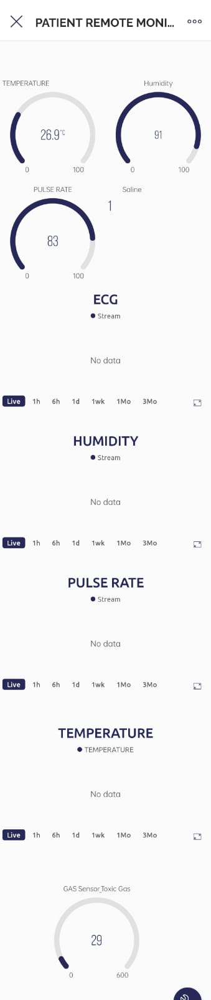 PATIENT REMOTE MONI...
TEMPERATURE
Humidity
26.9°C
91
0 100
0 100
PULSE RATE
Saline
1
83
0 100
ECG
Stream
No data
Live 1h 6h 1d 1wk 1Mo 3Mo
HUMIDITY
Stream
No data
Live 1h 6h 1d 1wk 1Mo 3Mo
PULSE RATE
Stream
No data
Live 1h 6h 1d 1wk 1Mo 3Mo
TEMPERATURE
TEMPERATURE
No data
Live 1h 6h 1d 1wk 1Mo 3Mo
GAS Sensor_Toxic Gas
29
0 600